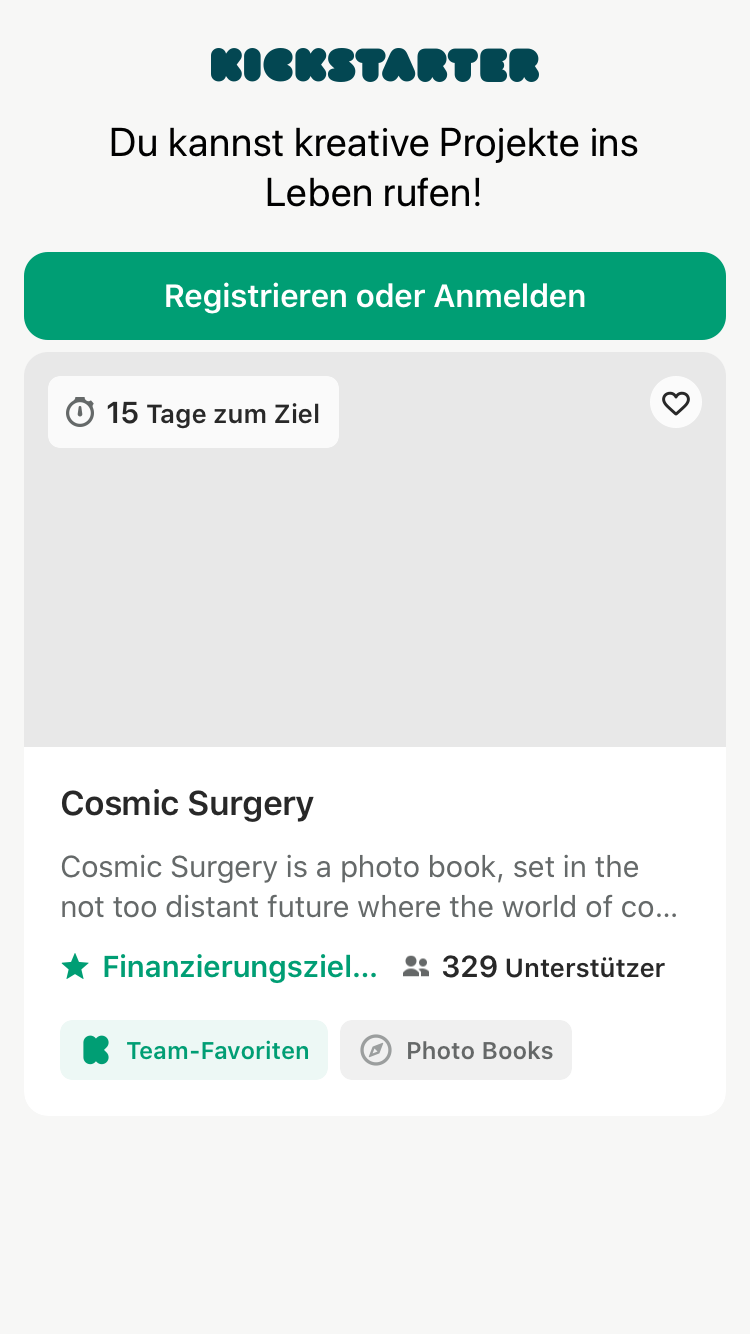 KICKSTARTER
Du kannst kreative Projekte ins
Leben rufen!
Registrieren oder Anmelden
15 Tage zum Ziel
Cosmic Surgery
Cosmic Surgery is a photo book, set in the
not too distant future where the world of co...
Finanzierungsziel... 329 Unterstützer
Team-Favoriten Photo Books